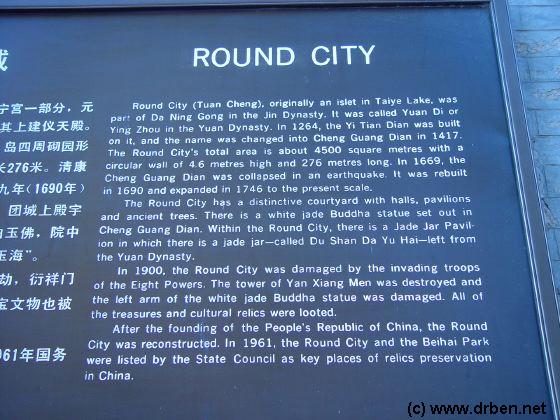 城
ROUND CITY
宁宫一部分，元
其上建仪天殿。
岛四周砌园形
长276米。清康
九年（1690年）
团城上殿宇
白玉佛，院中
玉海”。
劫，衍祥门
宝文物也被
961年国务
Round City (Tuan Cheng), originally an islet in Taiye Lake, was
part of Da Ning Gong in the Jin Dynasty. It was called Yuan Di or
Ying Zhou in the Yuan Dynasty. In 1264, the Yi Tian Dian was built
on it, and the name was changed into Cheng Guang Dian in 1417.
The Round City's total area is about 4500 square metres with a
circular wall of 4.6 metres high and 276 metres long. In 1669, the
Cheng Guang Dian was collapsed in an earthquake. It was rebuilt
in 1690 and expanded in 1746 to the present scale.
The Round City has a distinctive courtyard with halls, pavilions
and ancient trees. There is a white jade Buddha statue set out in
Cheng Guang Dian. Within the Round City, there is a Jade Jar Pavil-
ion in which there is a jade jar—called Du Shan Da Yu Hai—left from
the Yuan Dynasty.
In 1900, the Round City was damaged by the invading troops
of the Eight Powers. The tower of Yan Xiang Men was destroyed and
the left arm of the white jade Buddha statue was damaged. All of
the treasures and cultural relics were looted.
After the founding of the People's Republic of China, the Round
City was reconstructed. In 1961, the Round City and the Beihai Park
were listed by the State Council as key places of relics preservation
in China.
(c) www.drben.net